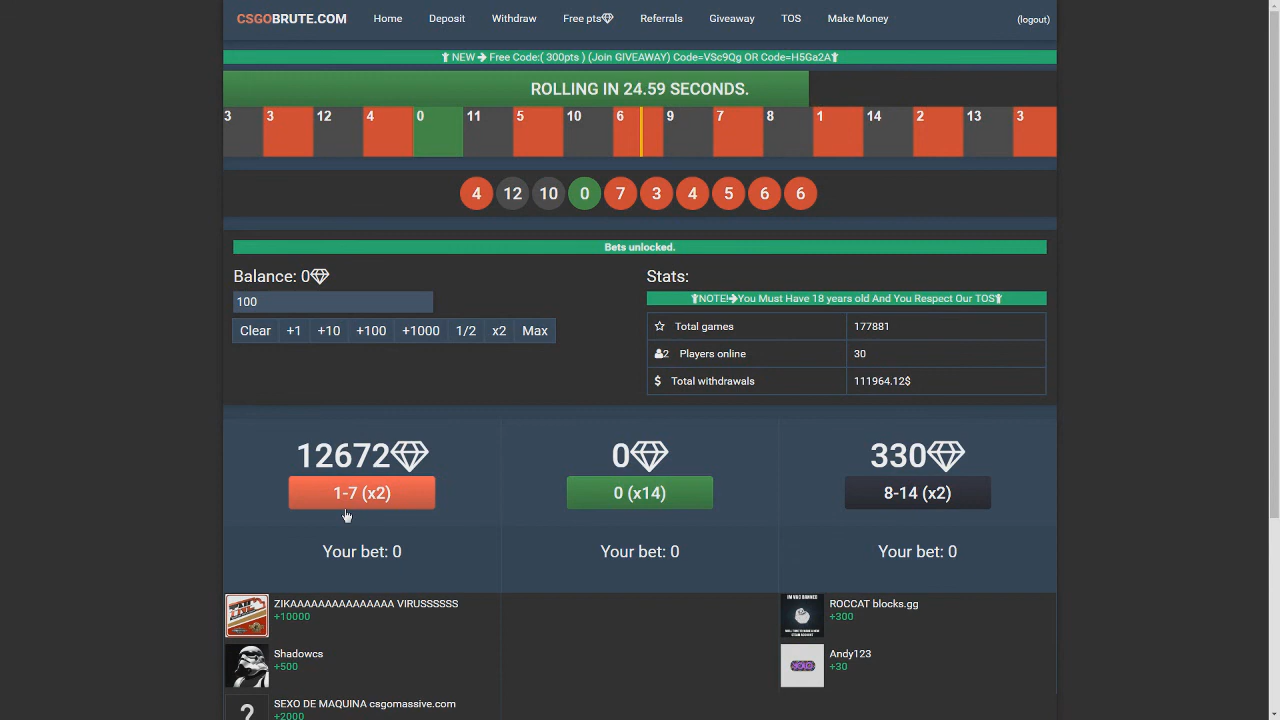 CSGOBRUTE.COM Home Deposit Withdraw Free pts Referrals Giveaway TOS Make Money (logout)
NEW Free Code:( 300pts ) (Join GIVEAWAY) Code=VSc9Qg OR Code=H5Ga2A
ROLLING IN 24.59 SECONDS.
3 3 12 4 0 11 5 10 6 9 7 8 1 14 2 13 3
4 12 10 0 7 3 4 5 6 6
Bets unlocked.
Balance: 0
100
Clear +1 +10 +100 +1000 1/2 x2 Max
Stats:
NOTE! You Must Have 18 years old And You Respect Our TOS
Total games 177881
2 Players online 30
$ Total withdrawals 111964.12$
12672 0 330
1-7 (x2) 0 (x14) 8-14 (x2)
Your bet: 0 Your bet: 0 Your bet: 0
ZIKAAAAAAAAAAAAAAA VIRUSSSSSS
+10000
Shadowcs
+500
SEXO DE MAQUINA csgomassive.com
+2000
?
IM VAC BANNED
ROCCAT blocks.gg
+300
Andy123
+30